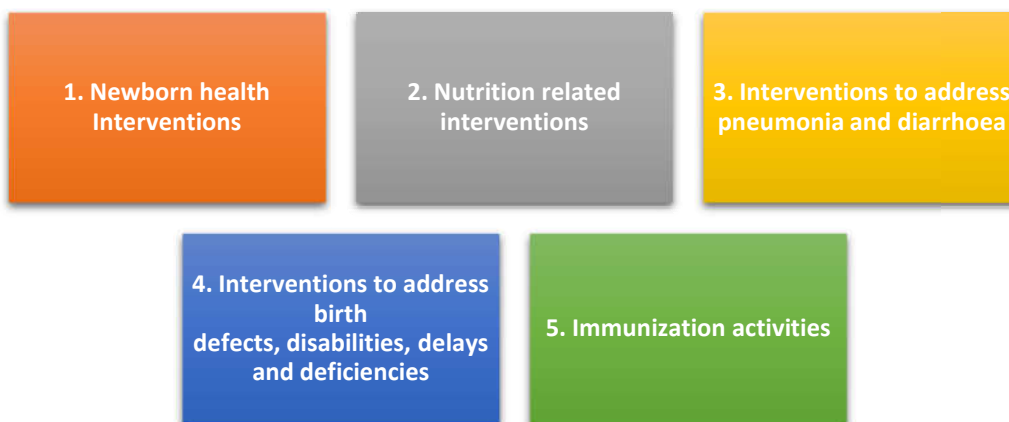 1. Newborn health
Interventions
2. Nutrition related
interventions
3. Interventions to address
pneumonia and diarrhoea
4. Interventions to address
birth
defects, disabilities, delays
and deficiencies
5. Immunization activities